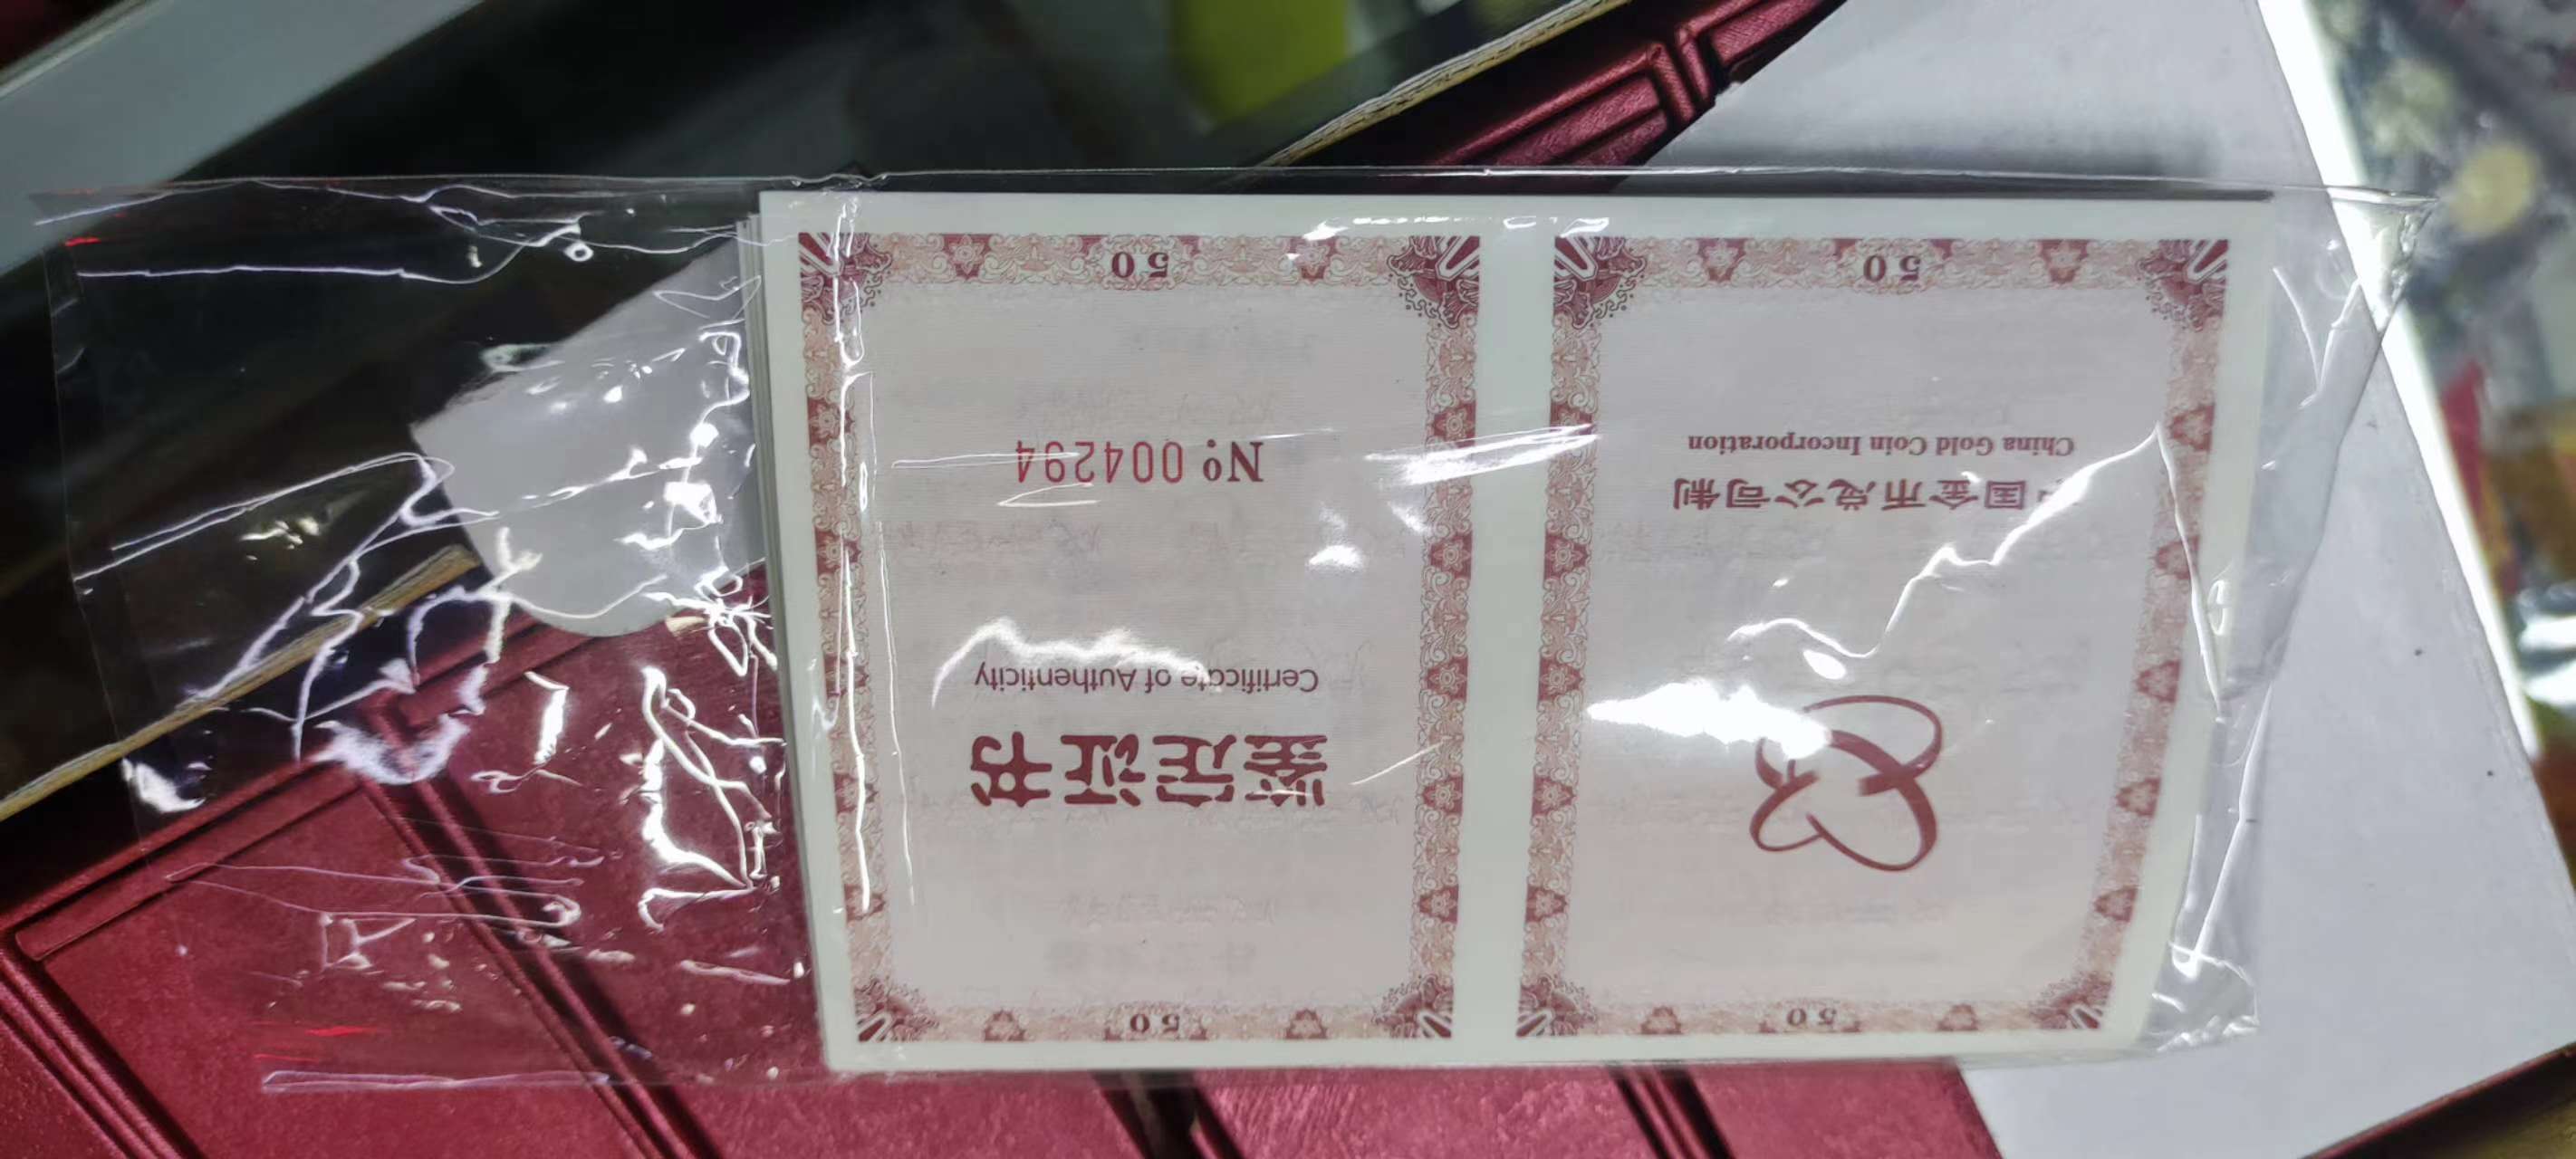 50
中国金币总公司制
China Gold Coin Incorporation
50
50
鉴定证书
Certificate of Authenticity
№ 004294
50